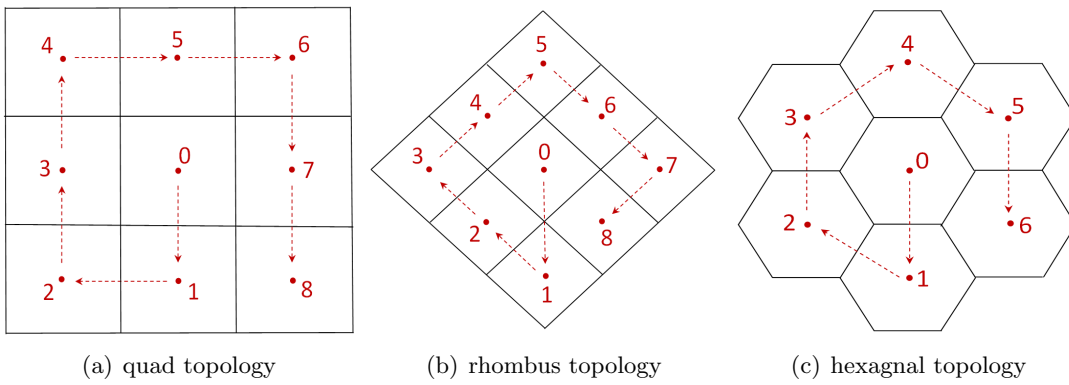 4 5 6
3 0 7
2 1 8
5
4 6
3 0 7
2 8
1
4
3 5
0
2 6
1
(a) quad topology
(b) rhombus topology
(c) hexagnal topology